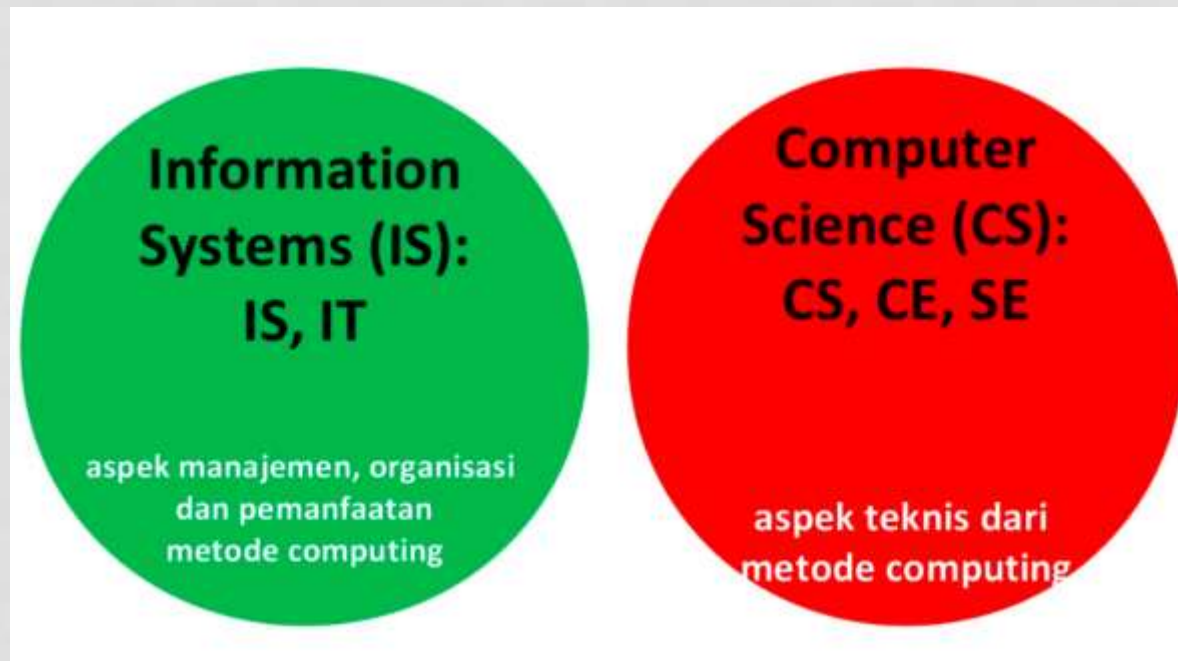 Information
Systems (IS):
IS, IT
aspek manajemen, organisasi
dan pemanfaatan
metode computing
Computer
Science (CS):
CS, CE, SE
aspek teknis dari
metode computing